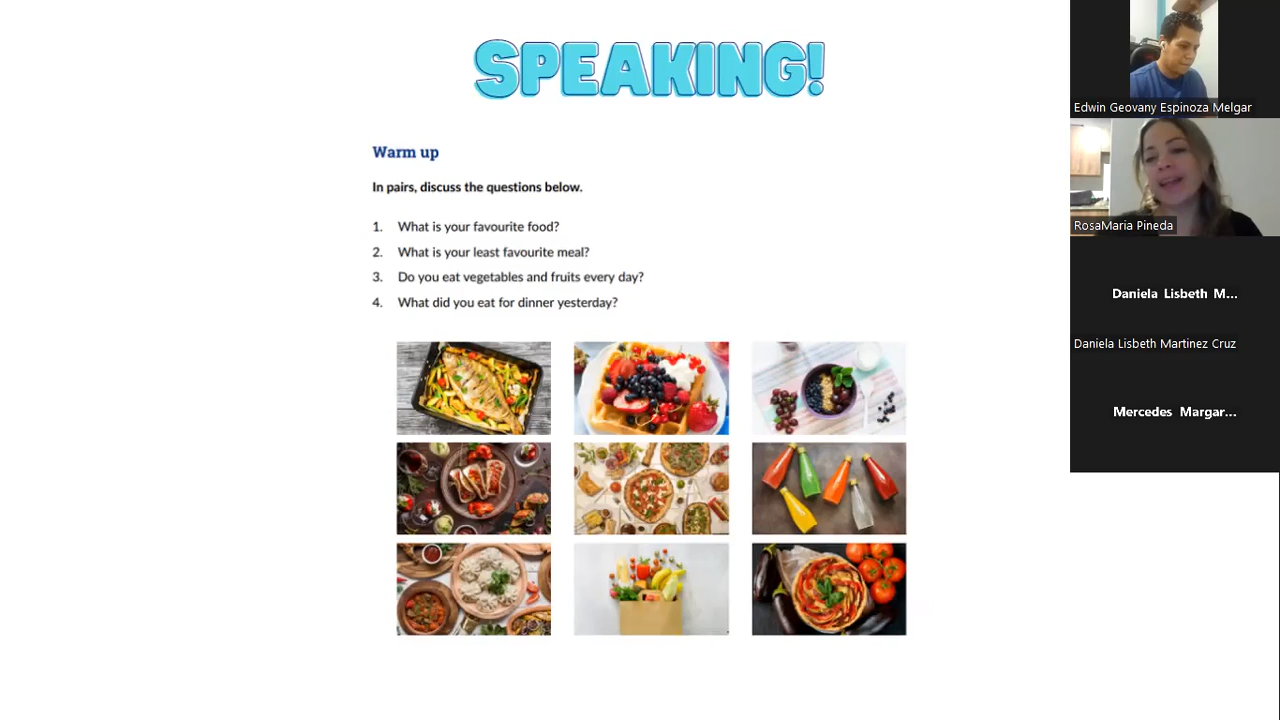 SPEAKING!
Warm up
In pairs, discuss the questions below.
1. What is your favourite food?
2. What is your least favourite meal?
3. Do you eat vegetables and fruits every day?
4. What did you eat for dinner yesterday?
Edwin Geovany Espinoza Melgar
RosaMaria Pineda
Daniela Lisbeth M...
Daniela Lisbeth Martinez Cruz
Mercedes Margar...